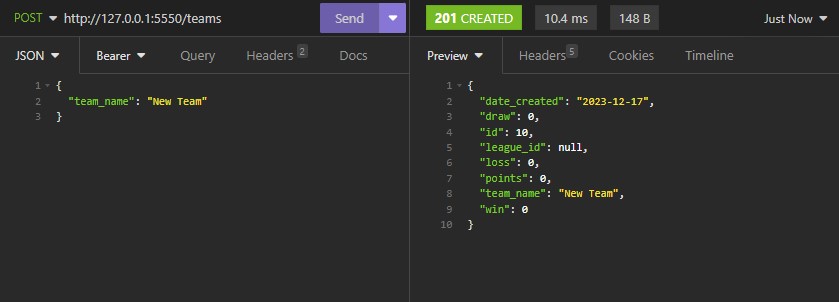 POST http://127.0.0.1:5550/teams Send 201 CREATED 10.4 ms 148 B Just Now
JSON Bearer Query Headers 2 Docs Preview Headers 5 Cookies Timeline
1 {
2 "team_name": "New Team"
3 }
1 {
2 "date_created": "2023-12-17",
3 "draw": 0,
4 "id": 10,
5 "league_id": null,
6 "loss": 0,
7 "points": 0,
8 "team_name": "New Team",
9 "win": 0
10 }